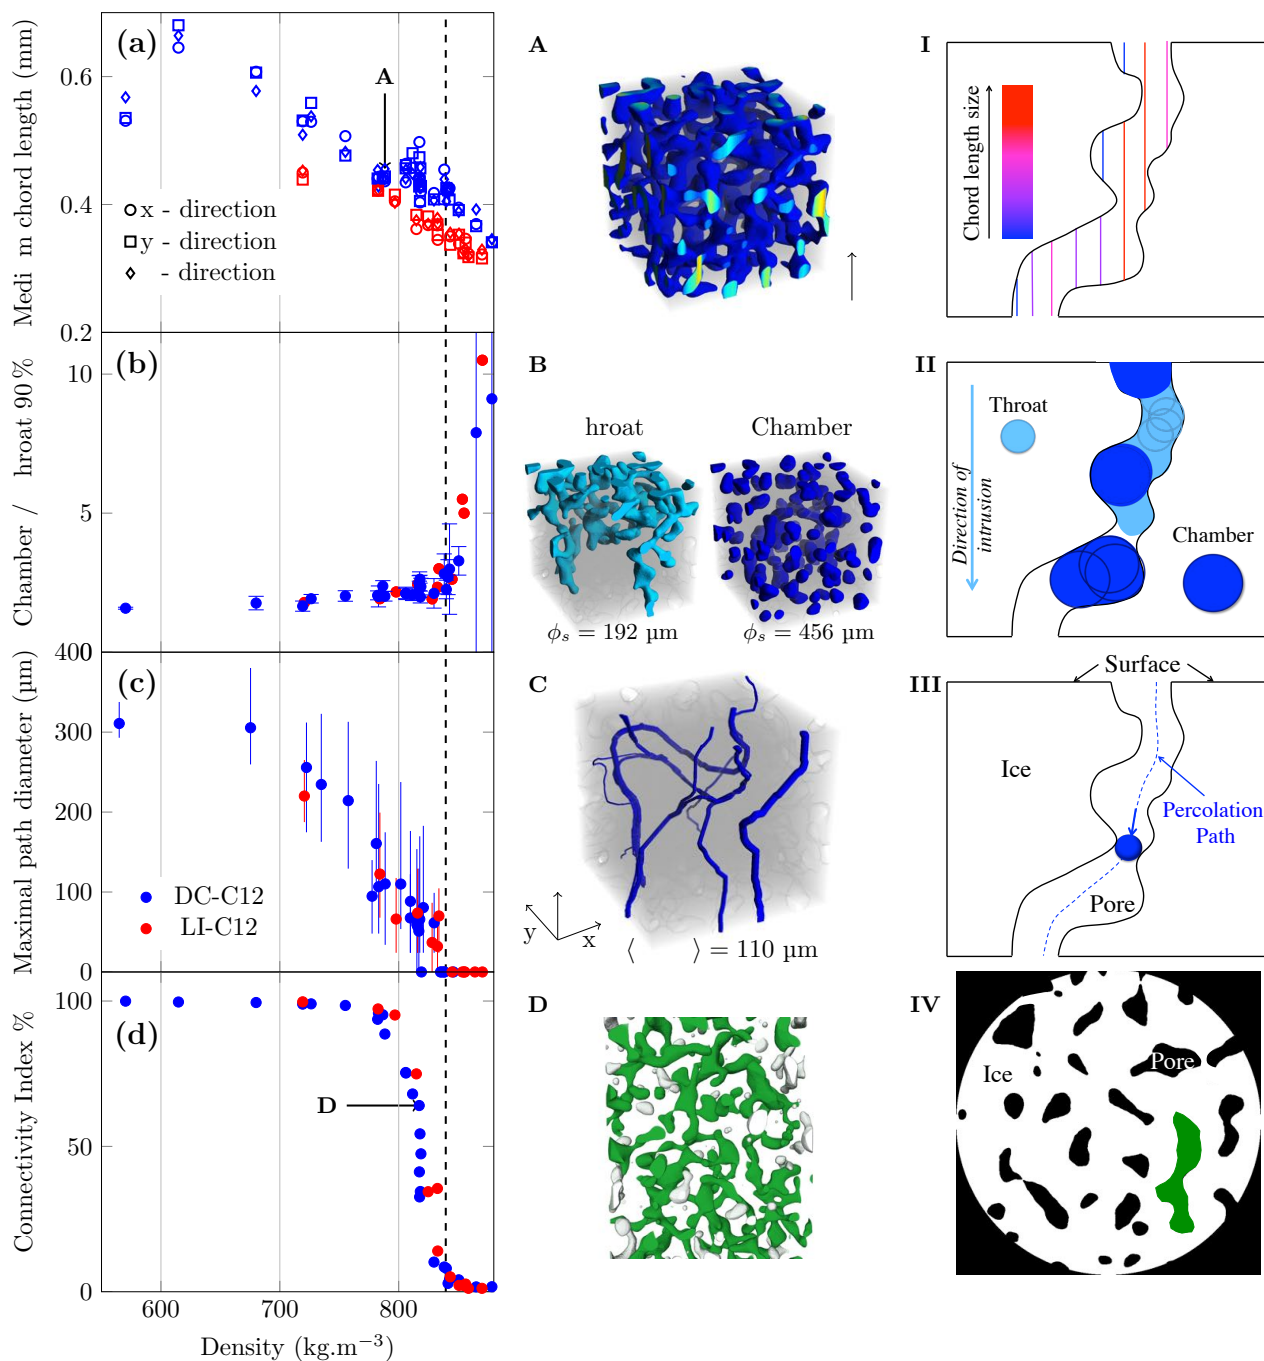 (a)
Medi m chord length (mm)
0.6
0.4
0.2
A
x - direction
y - direction
- direction
(b)
Chamber / hroat 90 %
10
5
0
(c)
Maximal path diameter (µm)
400
300
200
100
0
DC-C12
LI-C12
(d)
Connectivity Index %
100
50
0
D
600
700
800
Density (kg.m⁻³)
A
B
hroat
Chamber
ϕₛ = 192 µm
ϕₛ = 456 µm
C
y
x
⟨ ⟩ = 110 µm
D
I
Chord length size
II
Throat
Direction of
intrusion
Chamber
III
Surface
Ice
Percolation
Path
Pore
IV
Ice
Pore